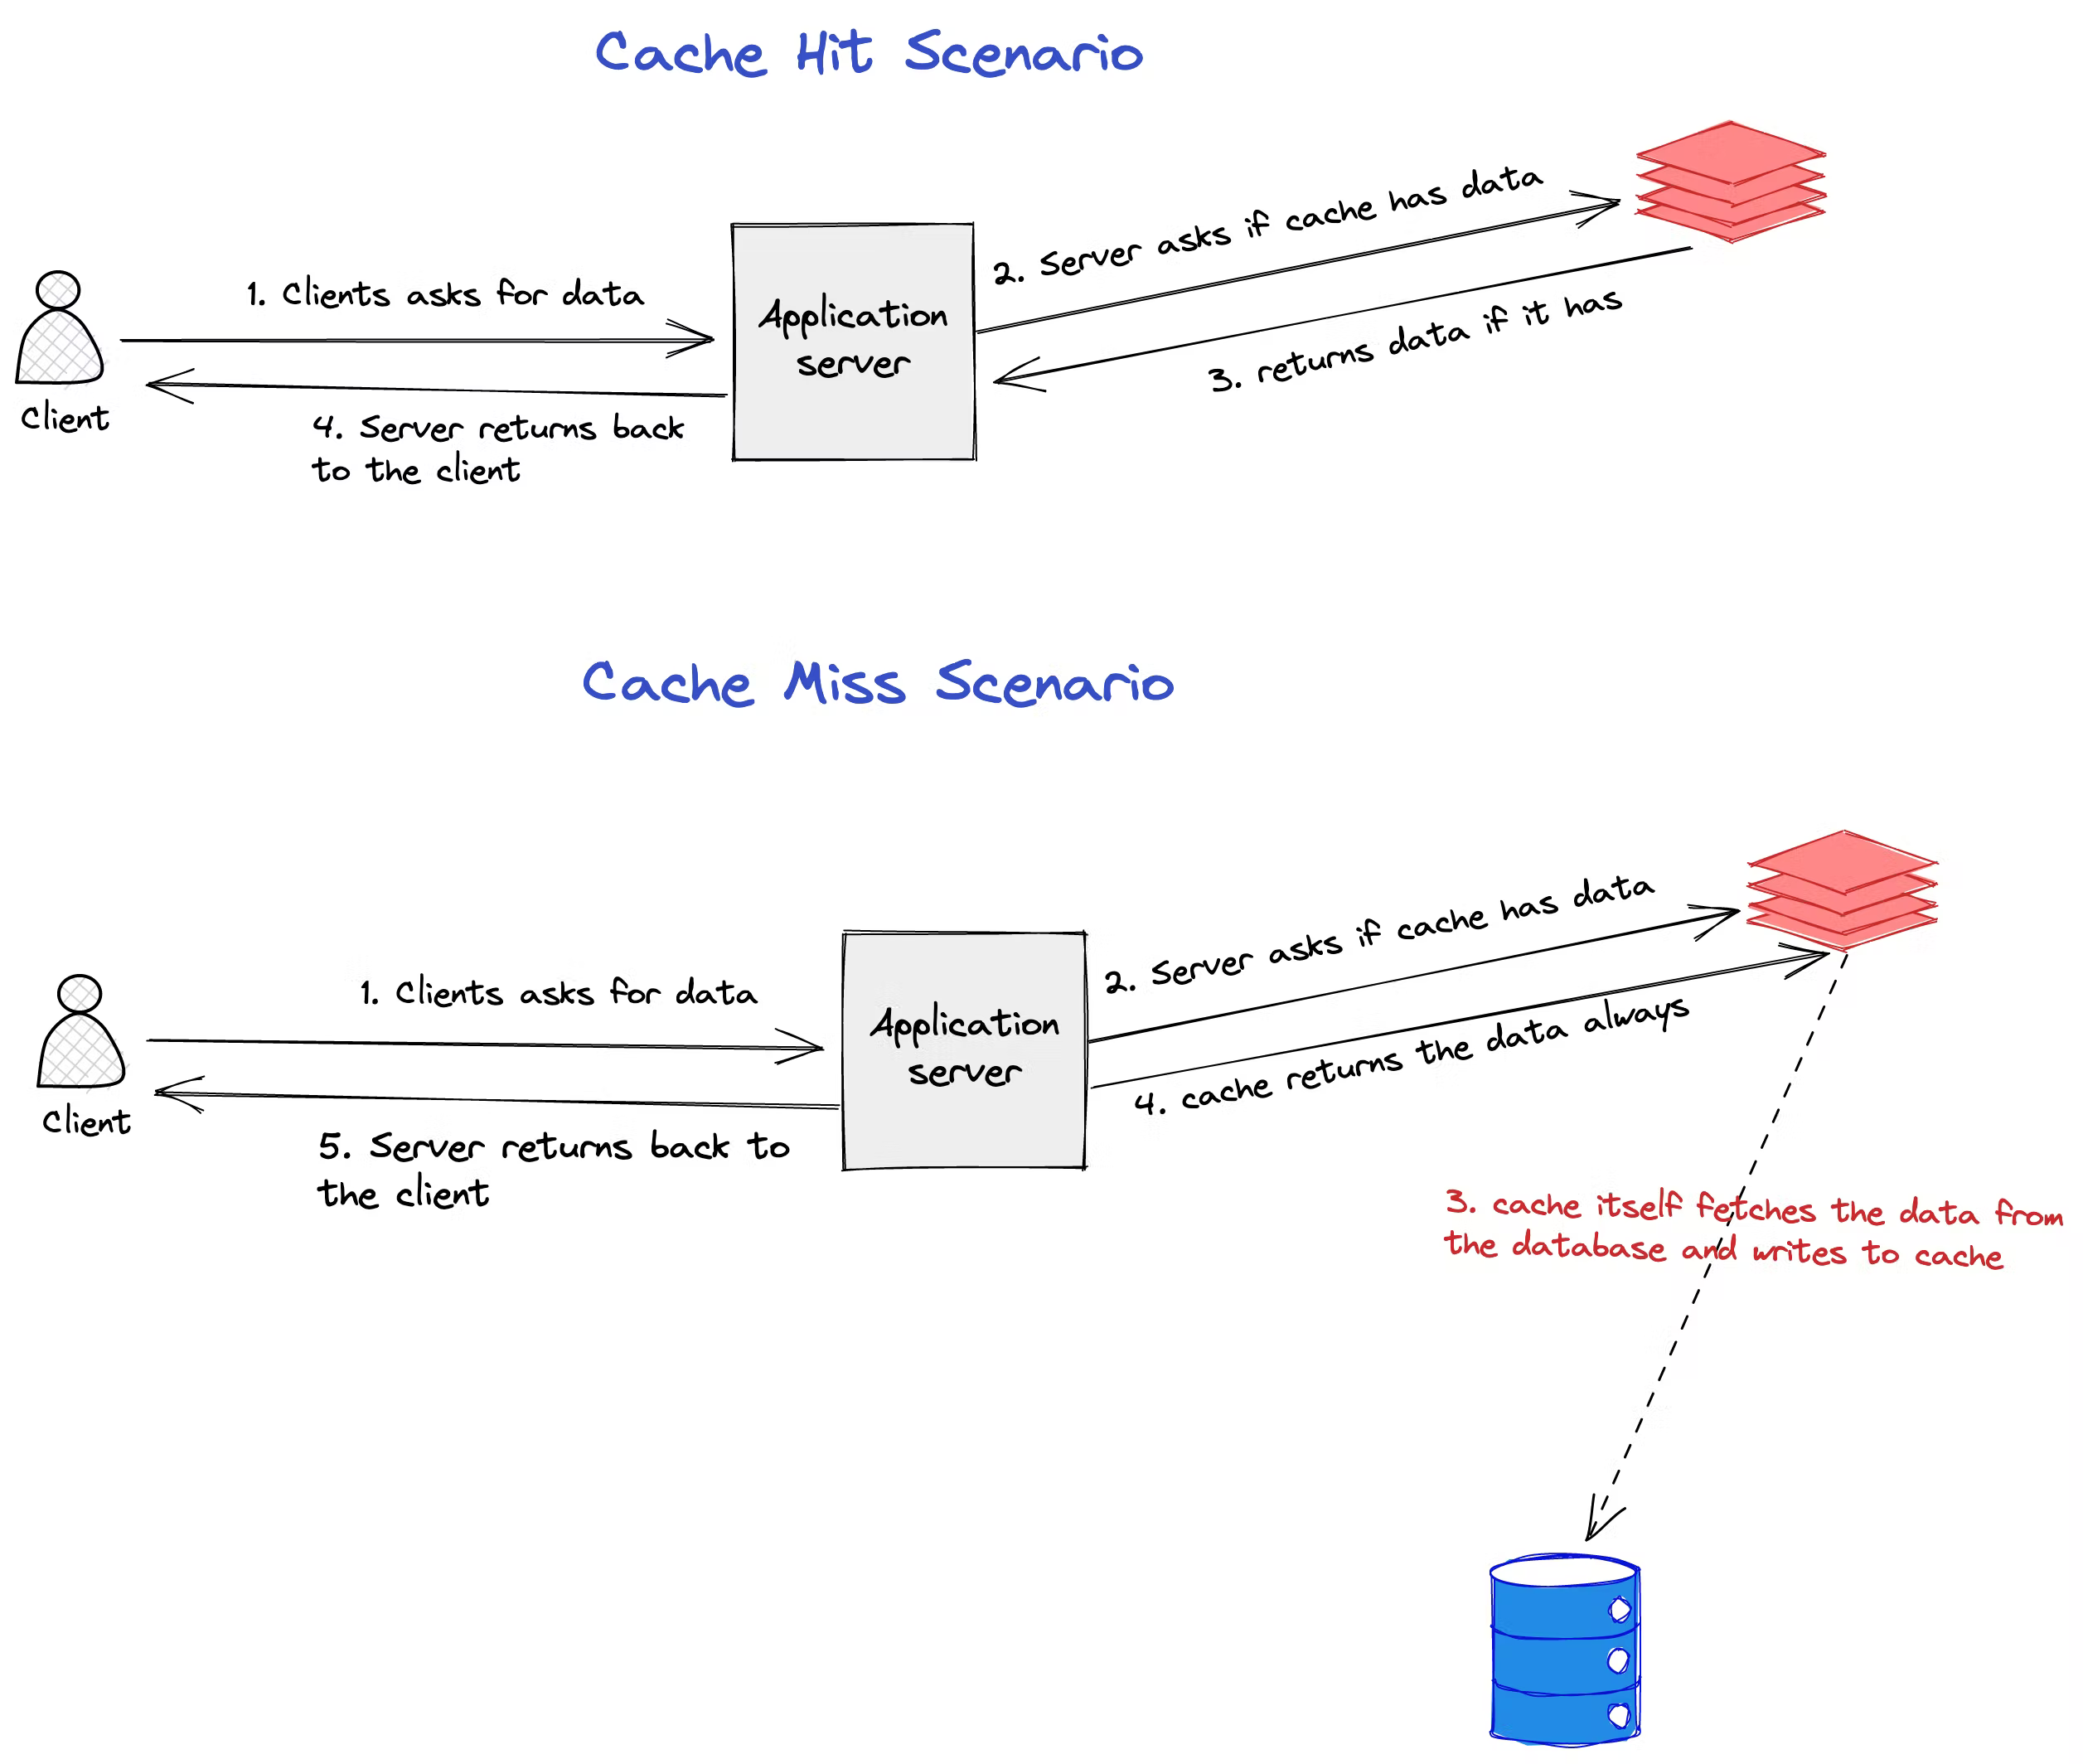 Cache Hit Scenario
2. Server asks if cache has data
1. Clients asks for data
Application
server
3. returns data if it has
Client
4. Server returns back
to the client
Cache Miss Scenario
2. Server asks if cache has data
1. Clients asks for data
Application
server
4. cache returns the data always
Client
5. Server returns back to
the client
3. cache itself fetches the data from
the database and writes to cache